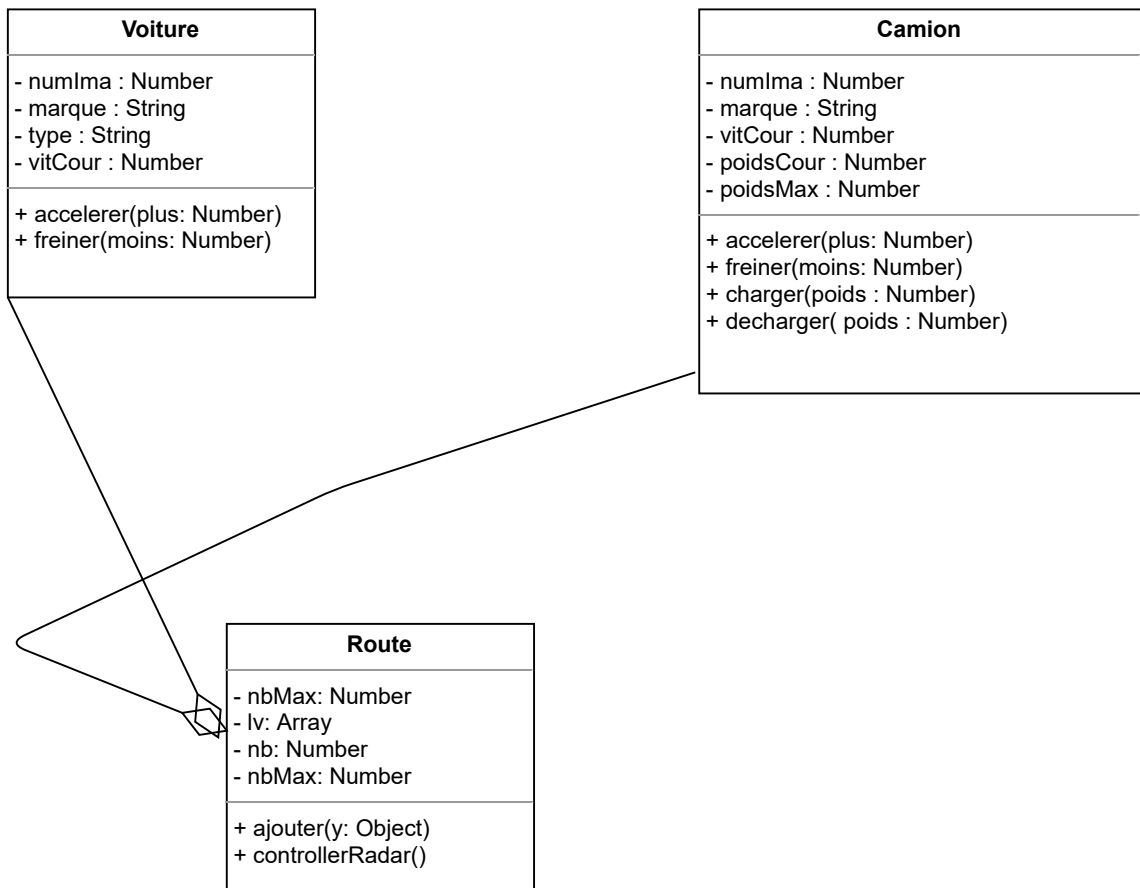 Voiture
- numIma : Number
- marque : String
- type : String
- vitCour : Number
+ accelerer(plus: Number)
+ freiner(moins: Number)
Camion
- numIma : Number
- marque : String
- vitCour : Number
- poidsCour : Number
- poidsMax : Number
+ accelerer(plus: Number)
+ freiner(moins: Number)
+ charger(poids : Number)
+ decharger( poids : Number)
Route
- nbMax: Number
- lv: Array
- nb: Number
- nbMax: Number
+ ajouter(y: Object)
+ controllerRadar()